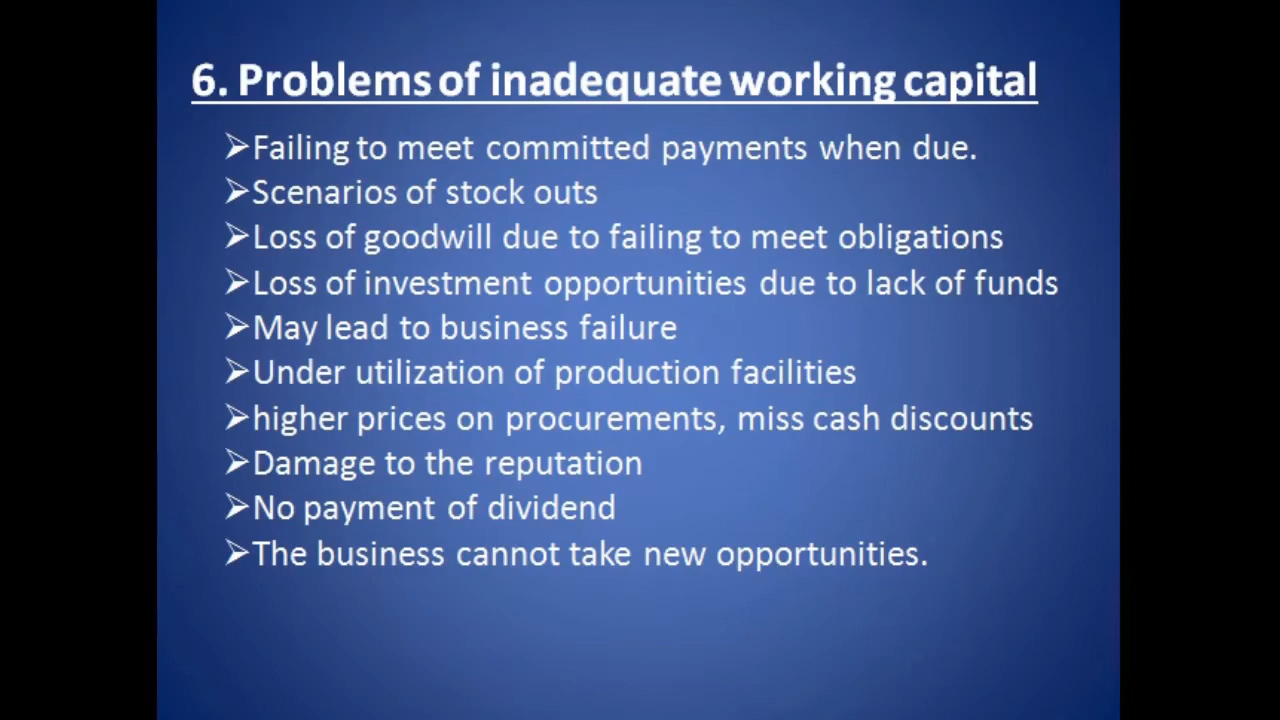 6. Problems of inadequate working capital
➢Failing to meet committed payments when due.
➢Scenarios of stock outs
➢Loss of goodwill due to failing to meet obligations
➢Loss of investment opportunities due to lack of funds
➢May lead to business failure
➢Under utilization of production facilities
➢higher prices on procurements, miss cash discounts
➢Damage to the reputation
➢No payment of dividend
➢The business cannot take new opportunities.